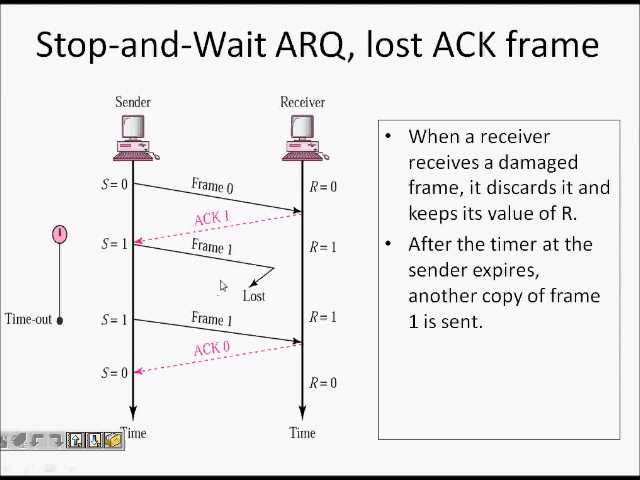 Stop-and-Wait ARQ, lost ACK frame
Sender
Receiver
S = 0
Frame 0
R = 0
ACK 1
S = 1
Frame 1
R = 1
Lost
Time-out
S = 1
Frame 1
R = 1
ACK 0
S = 0
R = 0
Time
Time
• When a receiver
receives a damaged
frame, it discards it and
keeps its value of R.
• After the timer at the
sender expires,
another copy of frame
1 is sent.